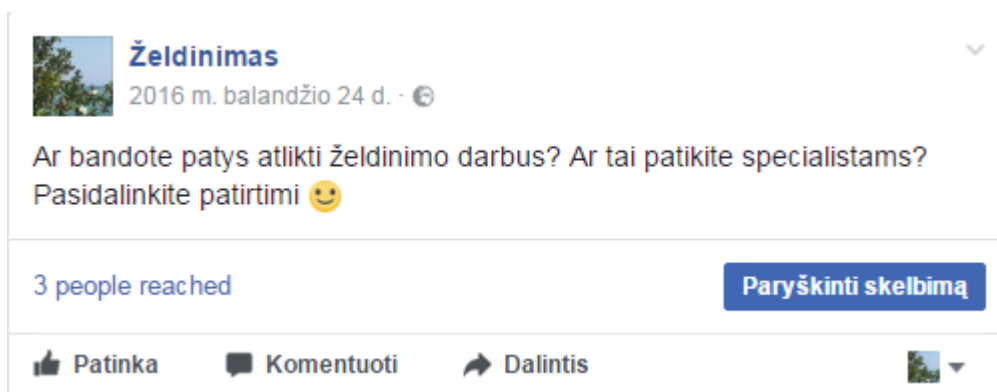 Želdinimas
2016 m. balandžio 24 d. ·
Ar bandote patys atlikti želdinimo darbus? Ar tai patikite specialistams?
Pasidalinkite patirtimi
3 people reached
Paryškinti skelbimą
Patinka
Komentuoti
Dalintis